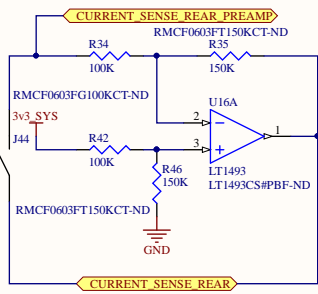 CURRENT_SENSE_REAR_PREAMP
RMCF0603FT150KCT-ND
R34
R35
100K
150K
RMCF0603FG100KCT-ND
U16A
3v3_SYS
2
1
J44
R42
3
100K
R46
150K
LT1493
LT1493CS#PBF-ND
RMCF0603FT150KCT-ND
GND
CURRENT_SENSE_REAR